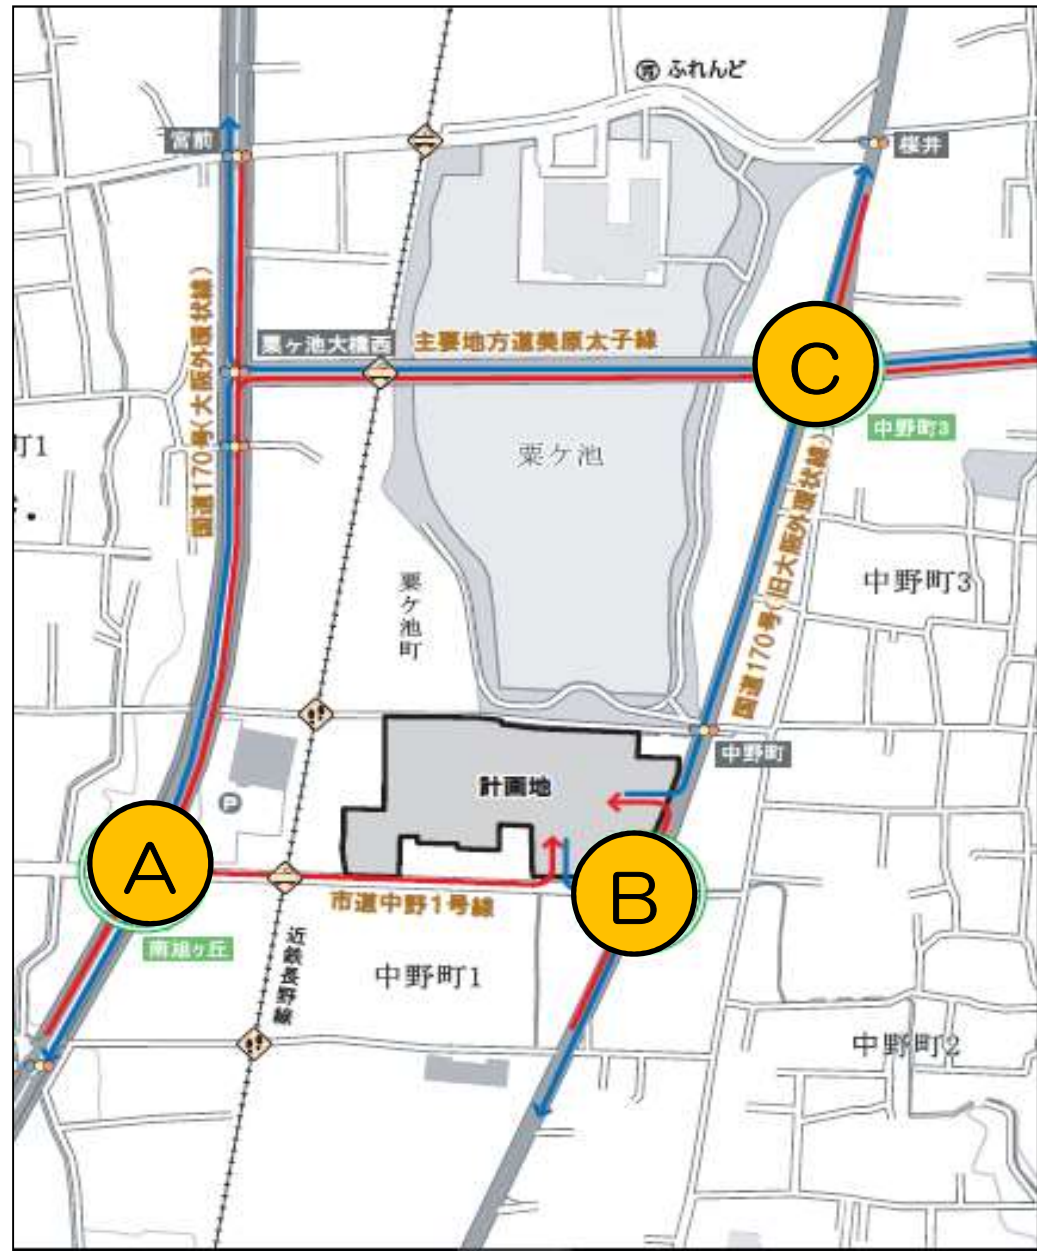 ふれんど
宮前
桜井
国道170号(大阪外環状線)
粟ヶ池大橋西
主要地方道美原太子線
C
中野町3
町1
粟ケ池
国道170号(旧大阪外環状線)
中野町3
粟ケ池町
中野町
計画地
P
A
B
市道中野1号線
南旭ヶ丘
近鉄長野線
中野町1
中野町2